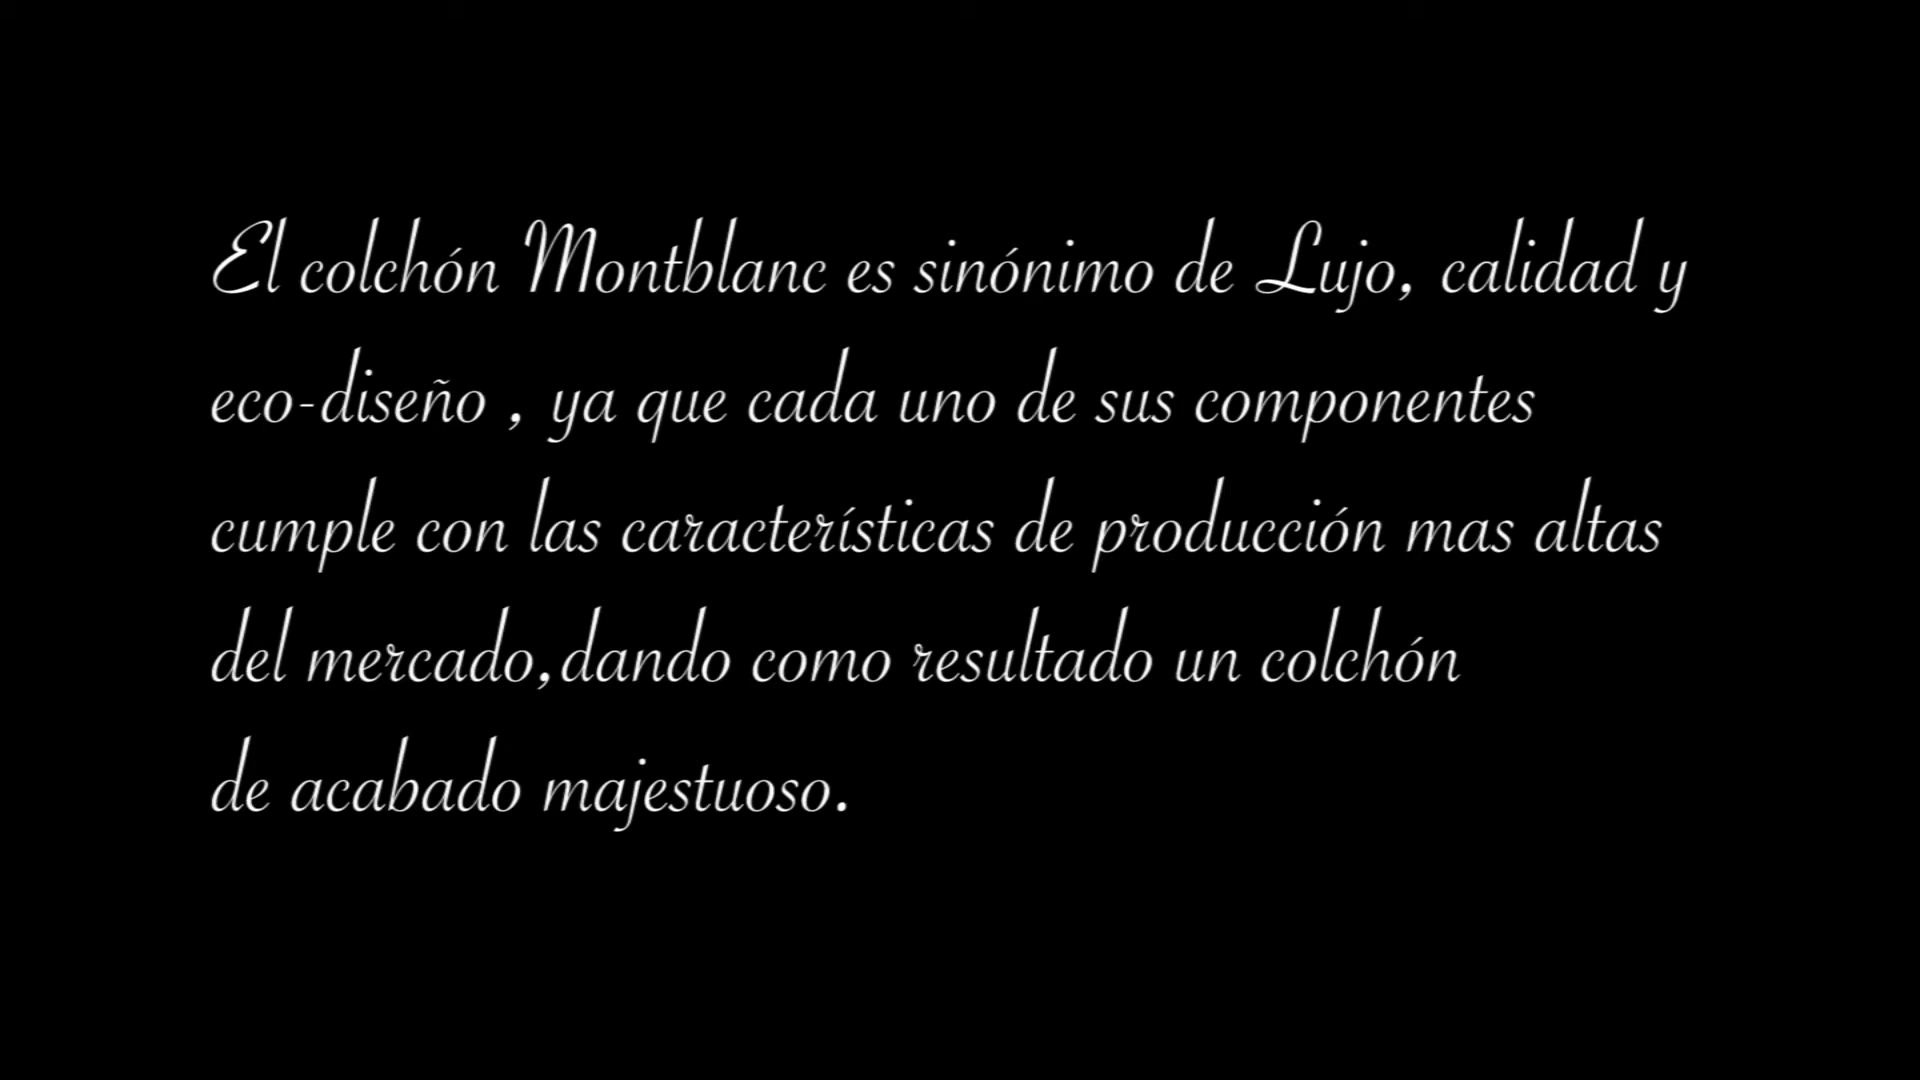 El colchón Montblanc es sinónimo de Lujo, calidad y
eco-diseño , ya que cada uno de sus componentes
cumple con las características de producción mas altas
del mercado,dando como resultado un colchón
de acabado majestuoso.